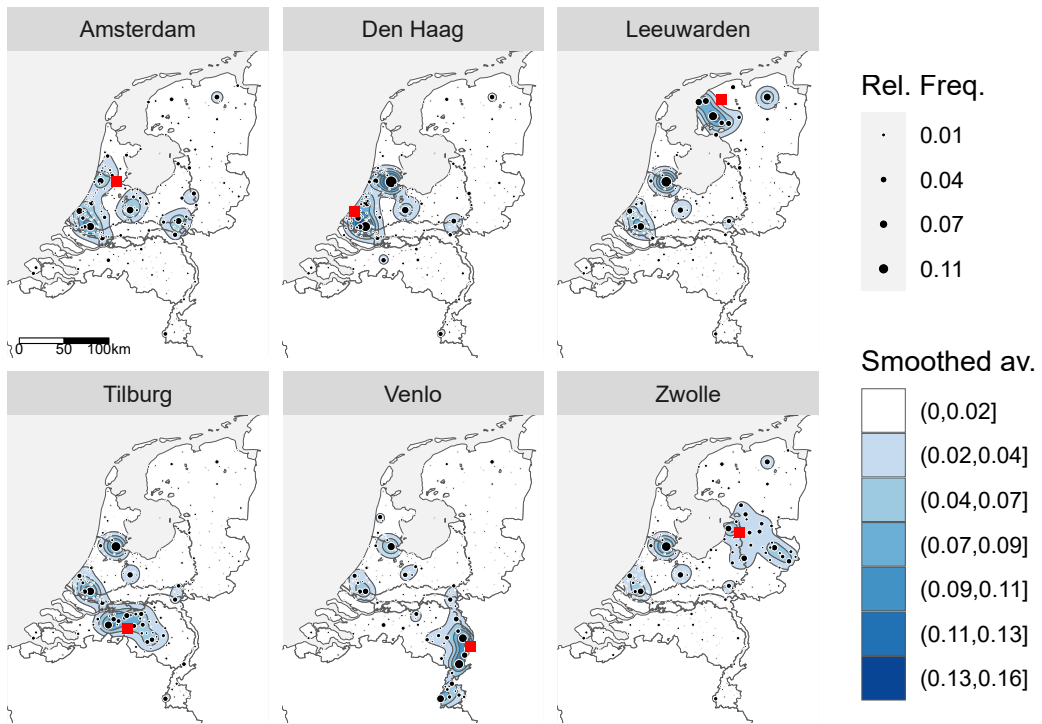 Amsterdam
Den Haag
Leeuwarden
0 50 100km
Tilburg
Venlo
Zwolle
Rel. Freq.
0.01
0.04
0.07
0.11
Smoothed av.
(0,0.02]
(0.02,0.04]
(0.04,0.07]
(0.07,0.09]
(0.09,0.11]
(0.11,0.13]
(0.13,0.16]